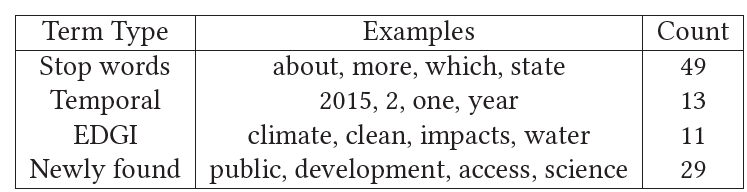 Term Type Examples Count
Stop words about, more, which, state 49
Temporal 2015, 2, one, year 13
EDGI climate, clean, impacts, water 11
Newly found public, development, access, science 29